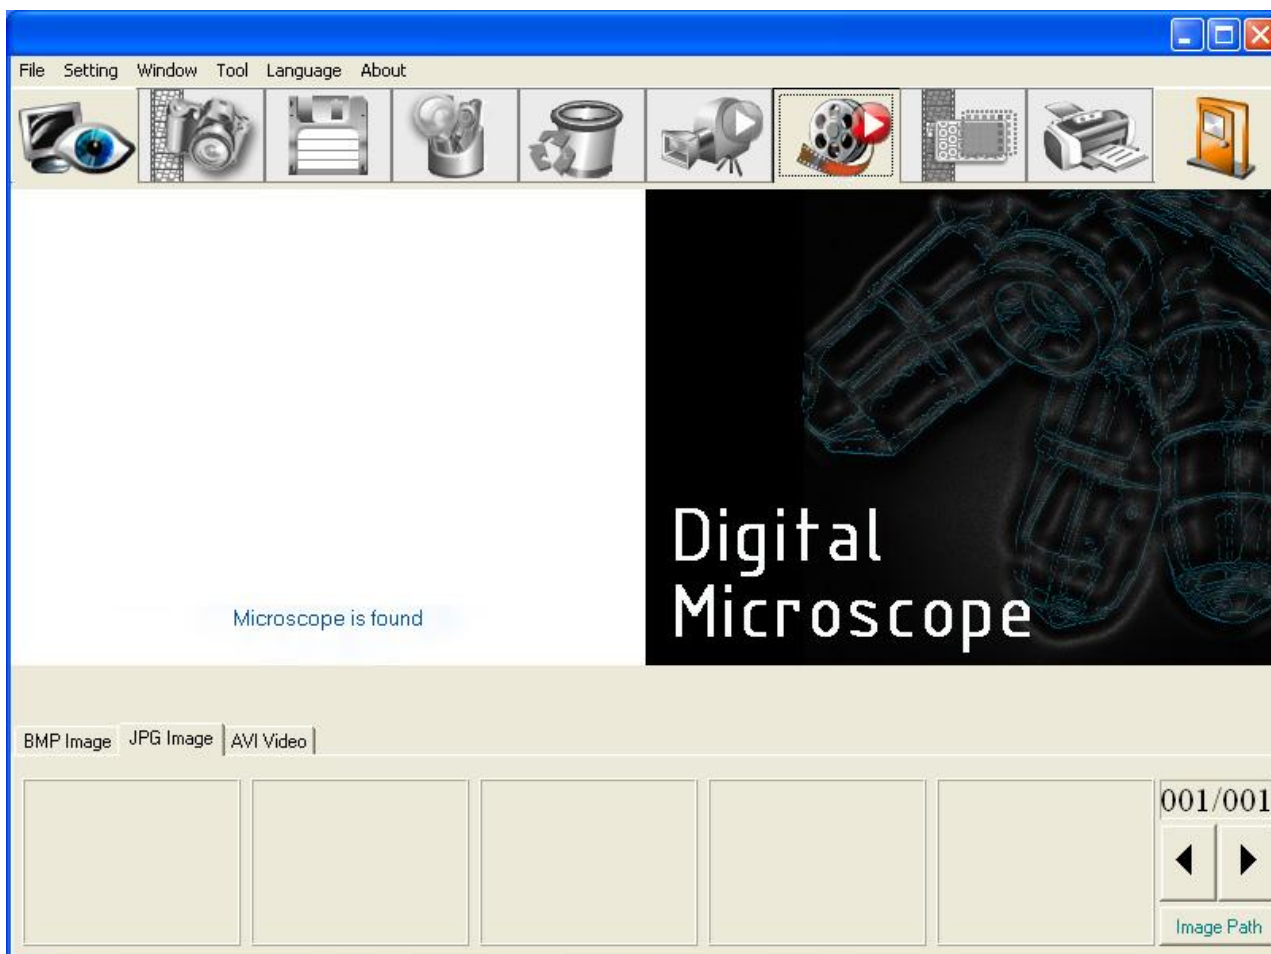 File Setting Window Tool Language About
Microscope is found
Digital
Microscope
BMP Image JPG Image AVI Video
001/001
Image Path